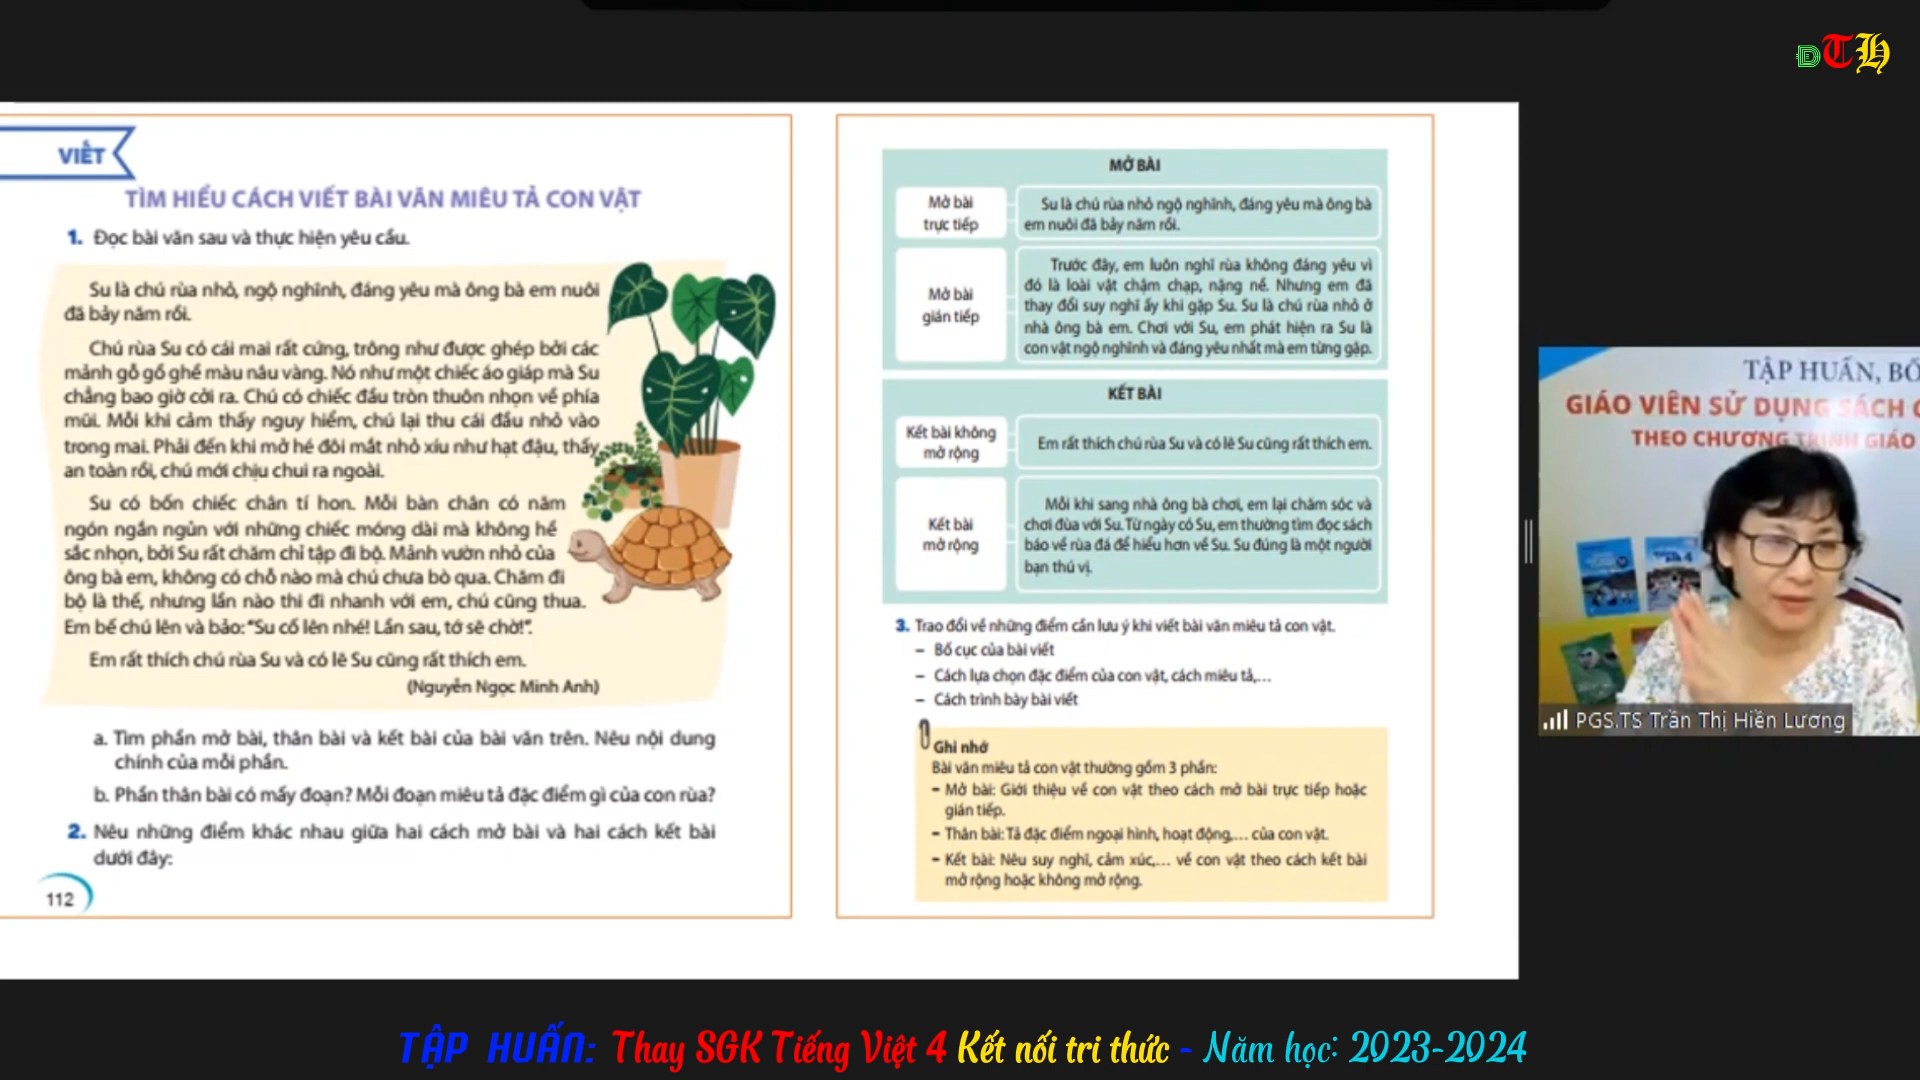 ĐTH
VIẾT
TÌM HIỂU CÁCH VIẾT BÀI VĂN MIÊU TẢ CON VẬT
1. Đọc bài văn sau và thực hiện yêu cầu.
Su là chú rùa nhỏ, ngộ nghĩnh, đáng yêu mà ông bà em nuôi
đã bảy năm rồi.
Chú rùa Su có cái mai rất cứng, trông như được ghép bởi các
mảnh gỗ gồ ghề màu nâu vàng. Nó như một chiếc áo giáp mà Su
chẳng bao giờ cởi ra. Chú có chiếc đầu tròn thuôn nhọn về phía
mũi. Mỗi khi cảm thấy nguy hiểm, chú lại thu cái đầu nhỏ vào
trong mai. Phải đến khi mở hé đôi mắt nhỏ xíu như hạt đậu, thấy
an toàn rồi, chú mới chịu chui ra ngoài.
Su có bốn chiếc chân tí hon. Mỗi bàn chân có năm
ngón ngắn ngủn với những chiếc móng dài mà không hề
sắc nhọn, bởi Su rất chăm chỉ tập đi bộ. Mảnh vườn nhỏ của
ông bà em, không có chỗ nào mà chú chưa bò qua. Chăm đi
bộ là thế, nhưng lần nào thi đi nhanh với em, chú cũng thua.
Em bế chú lên và bảo: "Su cố lên nhé! Lần sau, tớ sẽ chờ!".
Em rất thích chú rùa Su và có lẽ Su cũng rất thích em.
(Nguyễn Ngọc Minh Anh)
a. Tìm phần mở bài, thân bài và kết bài của bài văn trên. Nêu nội dung
chính của mỗi phần.
b. Phần thân bài có mấy đoạn? Mỗi đoạn miêu tả đặc điểm gì của con rùa?
2. Nêu những điểm khác nhau giữa hai cách mở bài và hai cách kết bài
dưới đây:
112
MỞ BÀI
Mở bài
trực tiếp
Su là chú rùa nhỏ ngộ nghĩnh, đáng yêu mà ông bà
em nuôi đã bảy năm rồi.
Mở bài
gián tiếp
Trước đây, em luôn nghĩ rùa không đáng yêu vì
đó là loài vật chậm chạp, nặng nề. Nhưng em đã
thay đổi suy nghĩ ấy khi gặp Su. Su là chú rùa nhỏ ở
nhà ông bà em. Chơi với Su, em phát hiện ra Su là
con vật ngộ nghĩnh và đáng yêu nhất mà em từng gặp.
KẾT BÀI
Kết bài không
mở rộng
Em rất thích chú rùa Su và có lẽ Su cũng rất thích em.
Kết bài
mở rộng
Mỗi khi sang nhà ông bà chơi, em lại chăm sóc và
chơi đùa với Su. Từ ngày có Su, em thường tìm đọc sách
báo về rùa đá để hiểu hơn về Su. Su đúng là một người
bạn thú vị.
3. Trao đổi về những điểm cần lưu ý khi viết bài văn miêu tả con vật.
– Bố cục của bài viết
– Cách lựa chọn đặc điểm của con vật, cách miêu tả,...
– Cách trình bày bài viết
Ghi nhớ
Bài văn miêu tả con vật thường gồm 3 phần:
– Mở bài: Giới thiệu về con vật theo cách mở bài trực tiếp hoặc
gián tiếp.
– Thân bài: Tả đặc điểm ngoại hình, hoạt động,... của con vật.
– Kết bài: Nêu suy nghĩ, cảm xúc,... về con vật theo cách kết bài
mở rộng hoặc không mở rộng.
TẬP HUẤN, BỒ
GIÁO VIÊN SỬ DỤNG SÁCH G
THEO CHƯƠNG TRÌNH GIÁO
PGS.TS Trần Thị Hiền Lương
TẬP HUẤN: Thay SGK Tiếng Việt 4 Kết nối tri thức - Năm học: 2023-2024